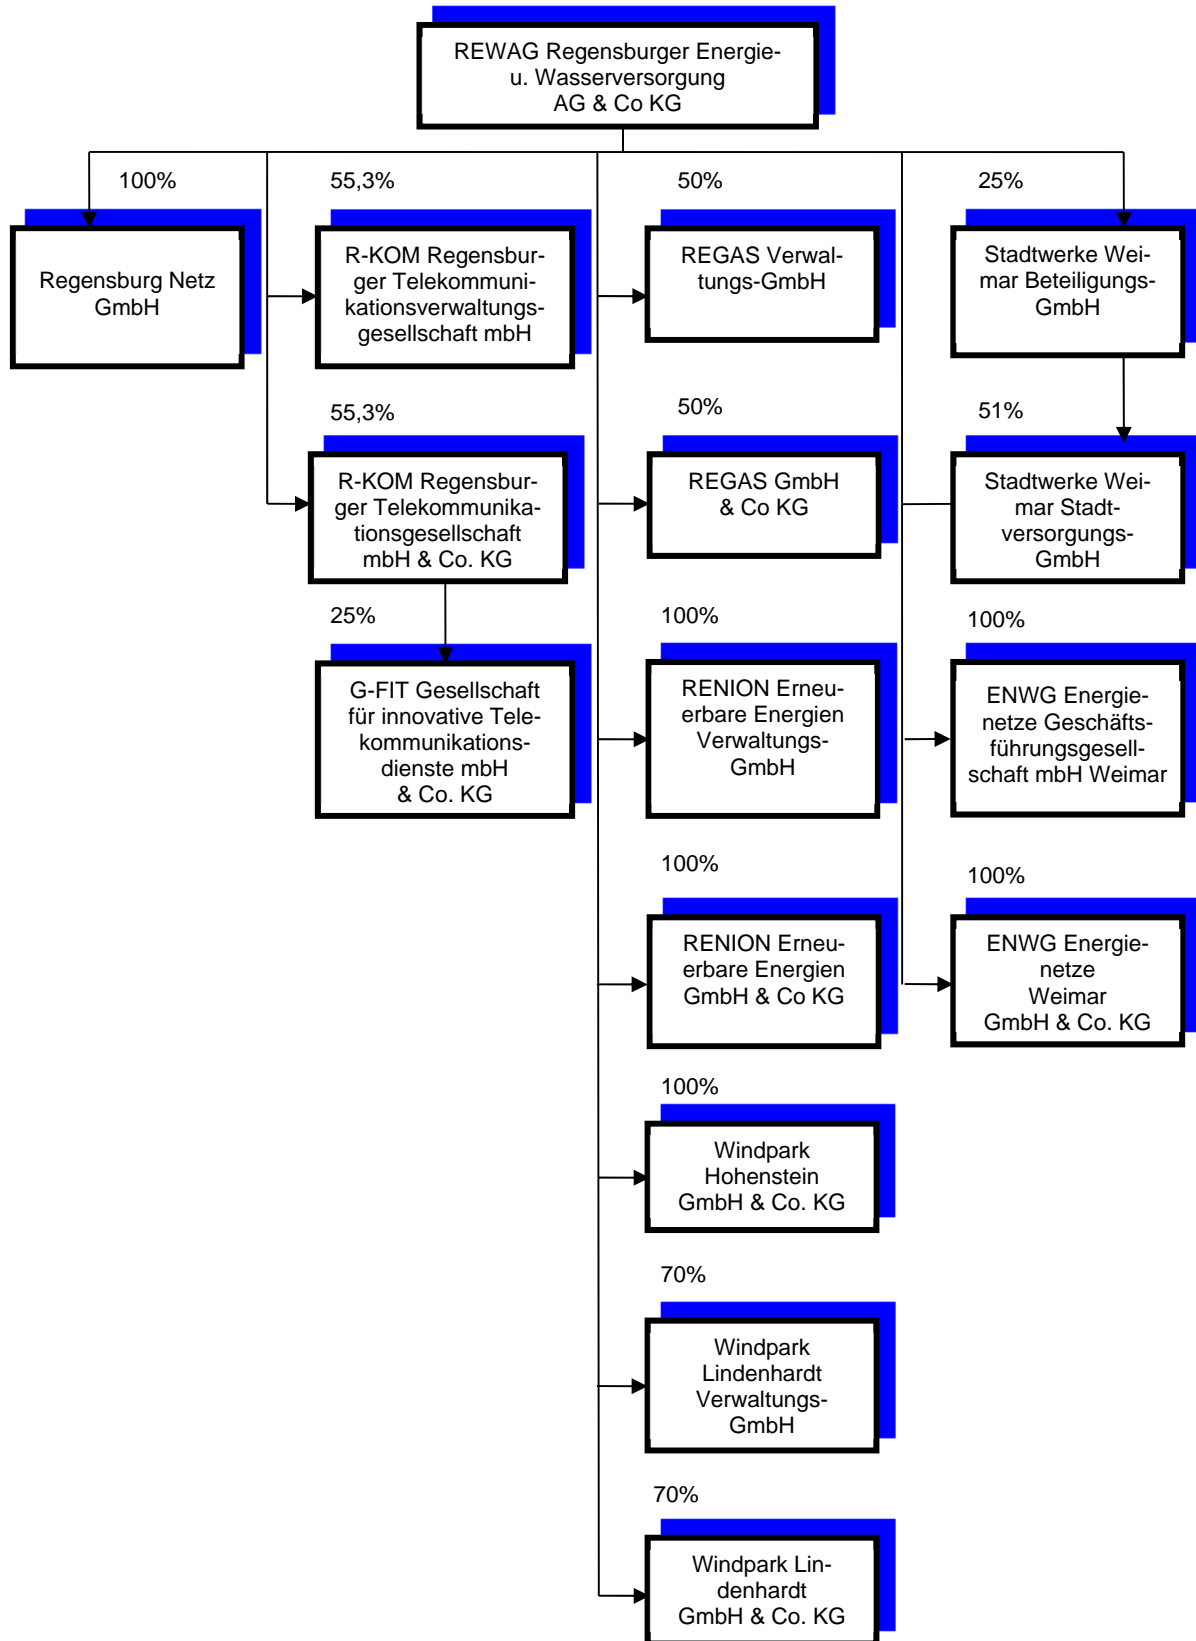 REWAG Regensburger Energie-
u. Wasserversorgung
AG & Co KG
100%
55,3%
50%
25%
Regensburg Netz
GmbH
R-KOM Regensbur-
ger Telekommuni-
kationsverwaltungs-
gesellschaft mbH
REGAS Verwal-
tungs-GmbH
Stadtwerke Wei-
mar Beteiligungs-
GmbH
55,3%
50%
51%
R-KOM Regensbur-
ger Telekommunika-
tionsgesellschaft
mbH & Co. KG
REGAS GmbH
& Co KG
Stadtwerke Wei-
mar Stadt-
versorgungs-
GmbH
25%
100%
100%
G-FIT Gesellschaft
für innovative Tele-
kommunikations-
dienste mbH
& Co. KG
RENION Erneu-
erbare Energien
Verwaltungs-
GmbH
ENWG Energie-
netze Geschäfts-
führungsgesell-
schaft mbH Weimar
100%
100%
RENION Erneu-
erbare Energien
GmbH & Co KG
ENWG Energie-
netze
Weimar
GmbH & Co. KG
100%
Windpark
Hohenstein
GmbH & Co. KG
70%
Windpark
Lindenhardt
Verwaltungs-
GmbH
70%
Windpark Lin-
denhardt
GmbH & Co. KG